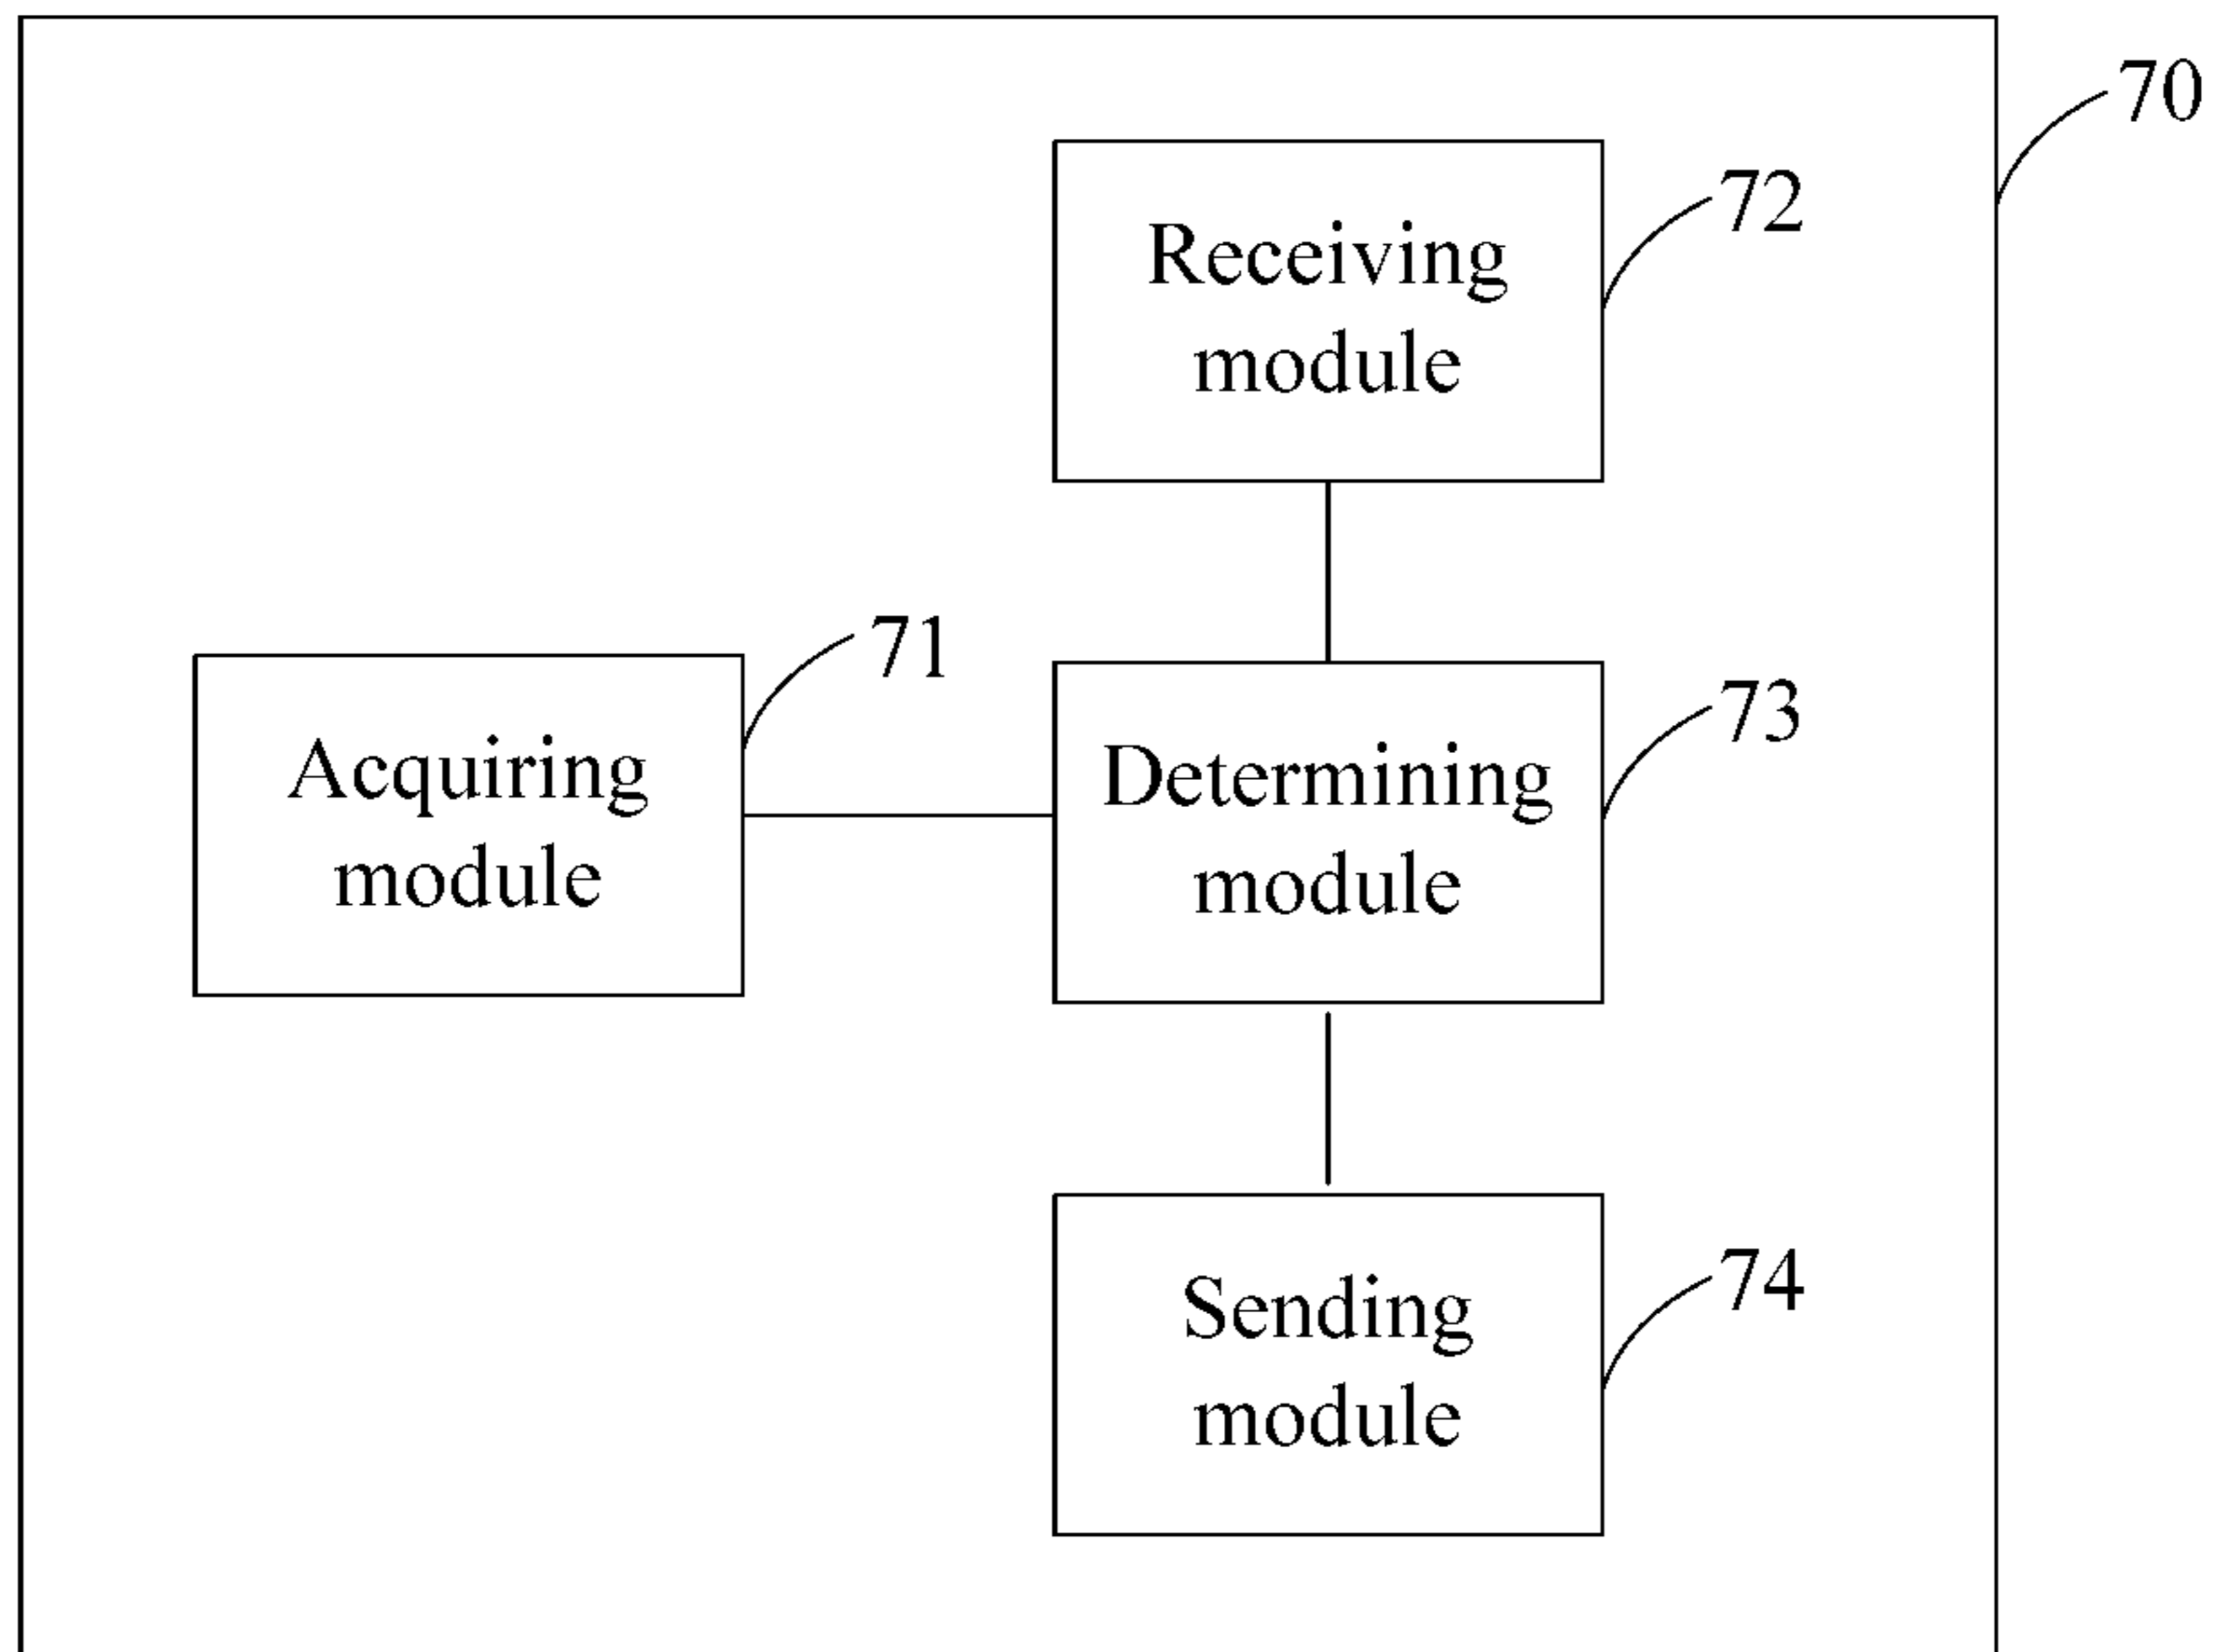 70
72
Receiving
module
71
73
Acquiring
module
Determining
module
74
Sending
module